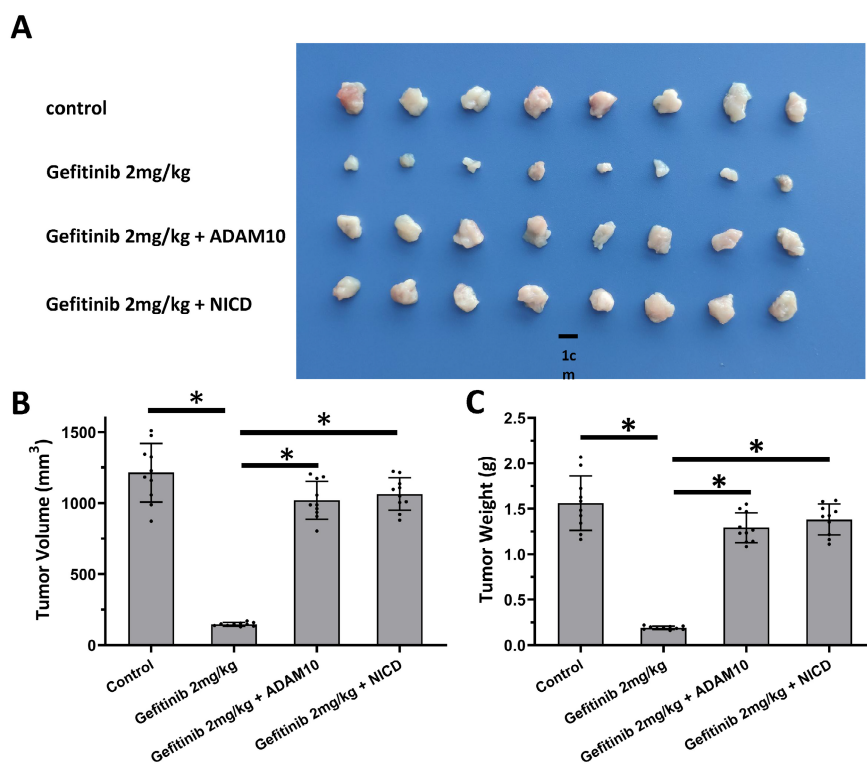 A
control
Gefitinib 2mg/kg
Gefitinib 2mg/kg + ADAM10
Gefitinib 2mg/kg + NICD
1c
m
B
Tumor Volume (mm³)
1500
1000
500
0
*
*
*
Control
Gefitinib 2mg/kg
Gefitinib 2mg/kg + ADAM10
Gefitinib 2mg/kg + NICD
C
Tumor Weight (g)
2.5
2.0
1.5
1.0
0.5
0.0
*
*
*
Control
Gefitinib 2mg/kg
Gefitinib 2mg/kg + ADAM10
Gefitinib 2mg/kg + NICD